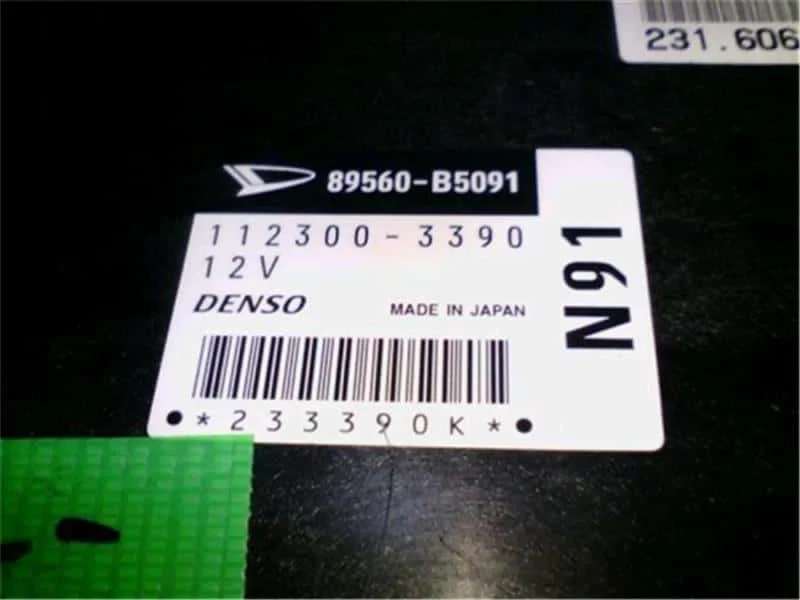 231.606
89560-B5091
112300-3390
12V
DENSO MADE IN JAPAN
N91
*233390K*